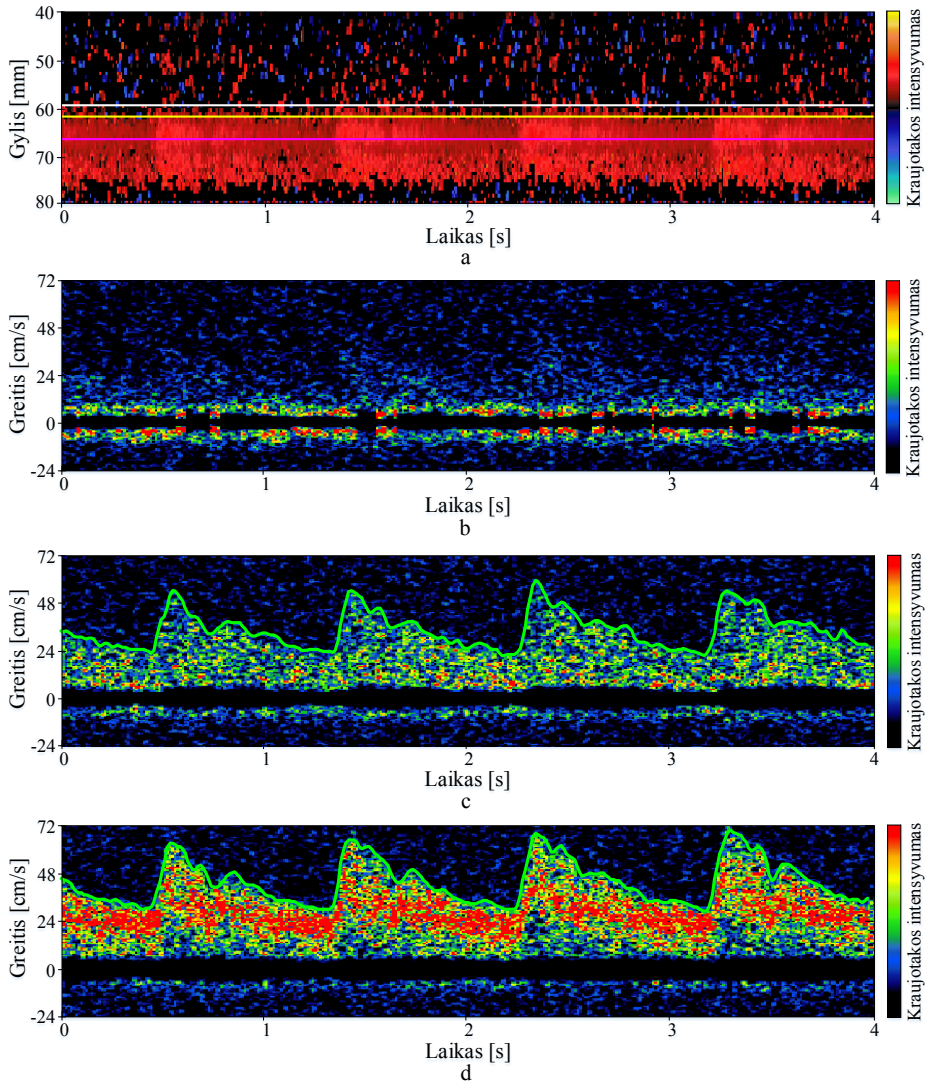 40
50
60
70
80
Gylis [mm]
0 1 2 3 4
Laikas [s]
a
Kraujotakos intensyvumas
72
48
24
0
-24
Greitis [cm/s]
0 1 2 3 4
Laikas [s]
b
Kraujotakos intensyvumas
72
48
24
0
-24
Greitis [cm/s]
0 1 2 3 4
Laikas [s]
c
Kraujotakos intensyvumas
72
48
24
0
-24
Greitis [cm/s]
0 1 2 3 4
Laikas [s]
d
Kraujotakos intensyvumas